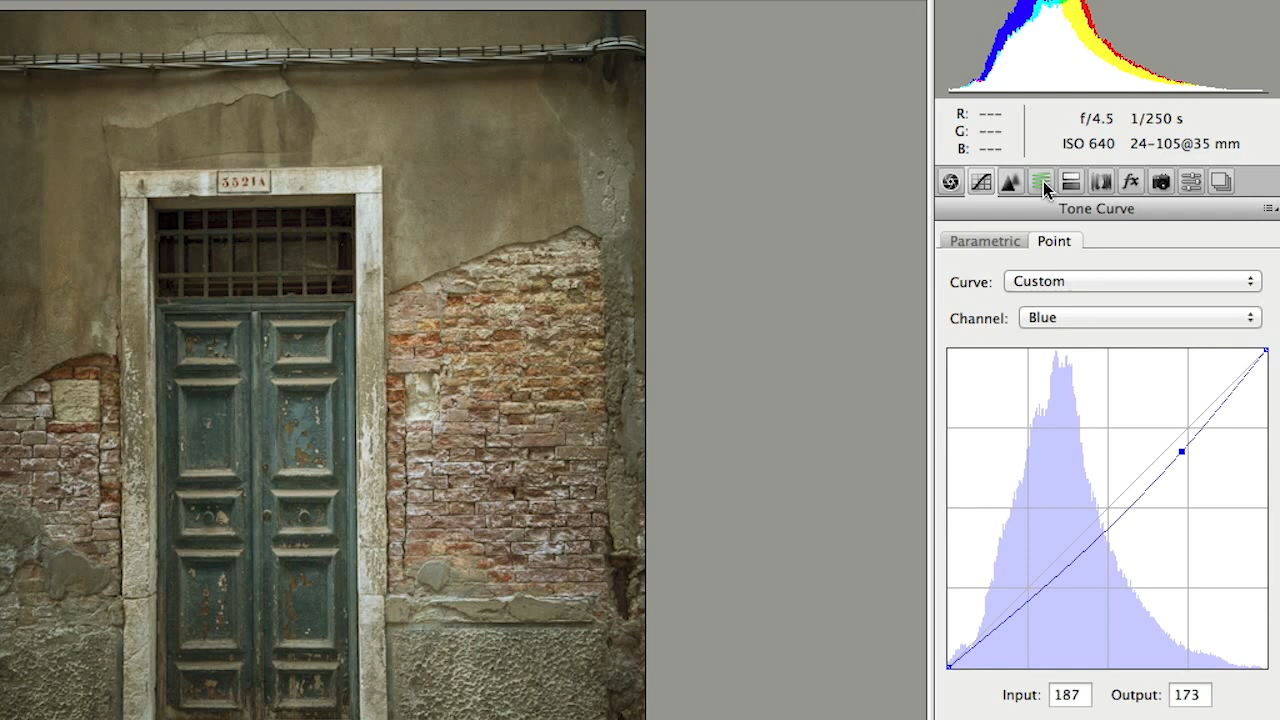 3521A
R: ---
G: ---
B: ---
f/4.5 1/250 s
ISO 640 24-105@35 mm
fx
Tone Curve
Parametric Point
Curve: Custom
Channel: Blue
Input: 187 Output: 173